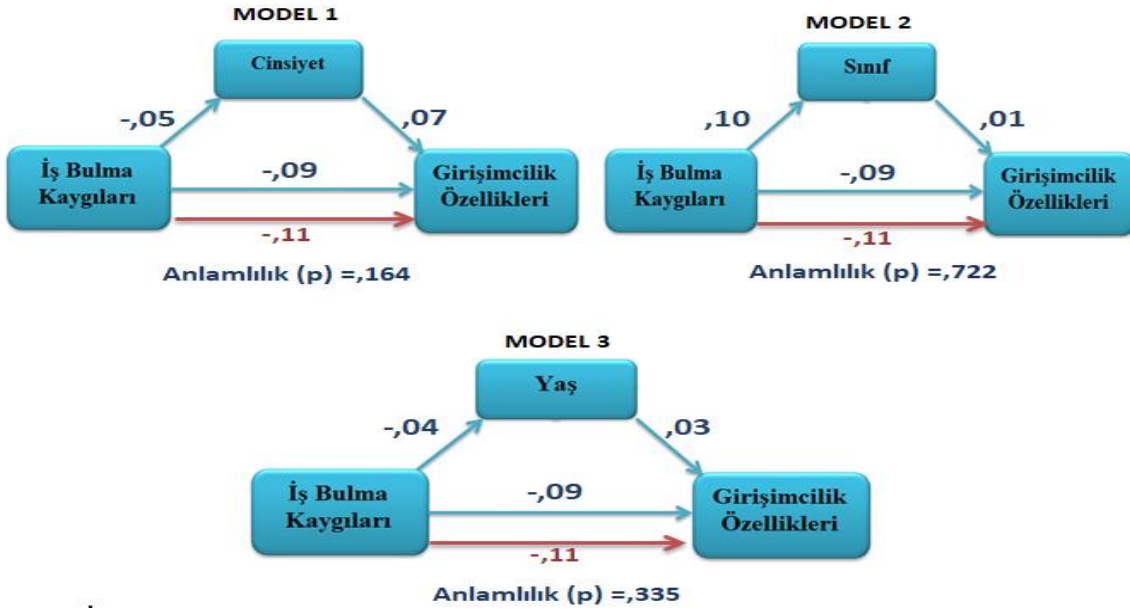 MODEL 1
Cinsiyet
-,05
,07
İş Bulma
Kaygıları
-,09
Girişimcilik
Özellikleri
-,11
Anlamlılık (p) =,164
MODEL 2
Sınıf
,10
,01
İş Bulma
Kaygıları
-,09
Girişimcilik
Özellikleri
-,11
Anlamlılık (p) =,722
MODEL 3
Yaş
-,04
,03
İş Bulma
Kaygıları
-,09
Girişimcilik
Özellikleri
-,11
Anlamlılık (p) =,335